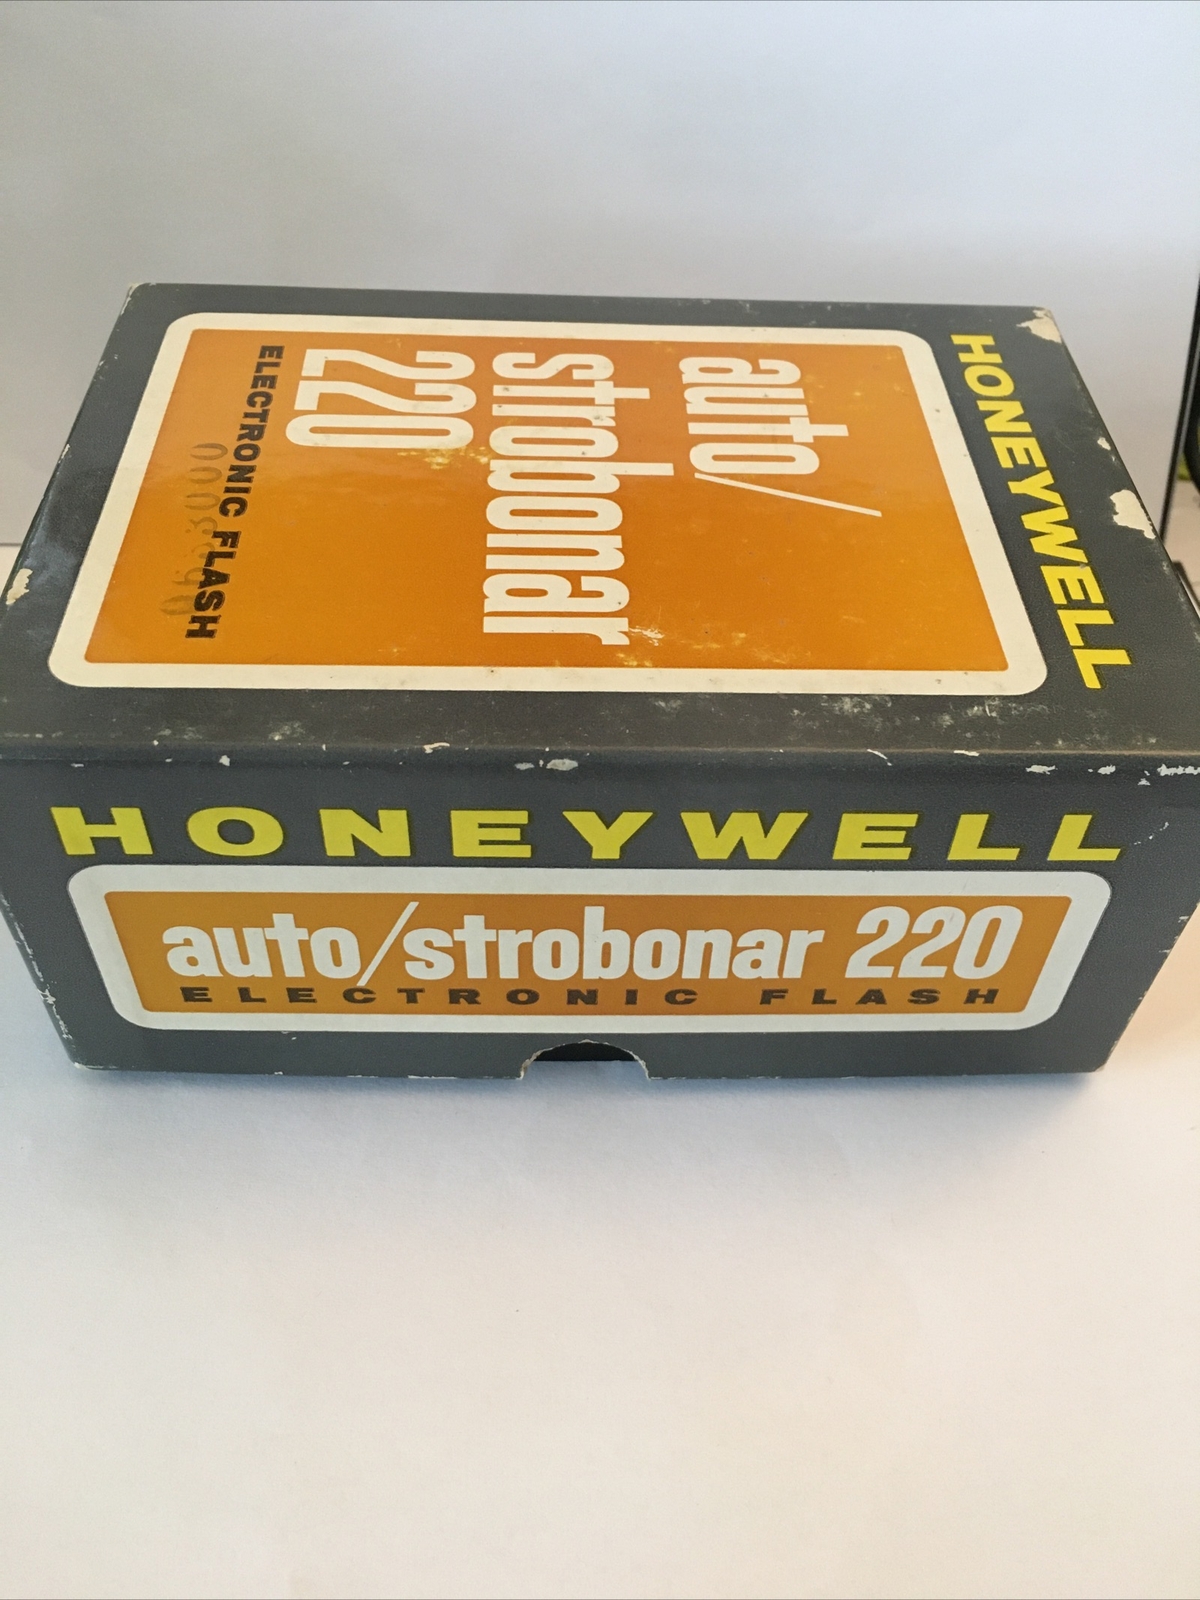 HONEYWELL
auto/
strobonar
220
ELECTRONIC FLASH
HONEYWELL
auto/strobonar 220
ELECTRONIC FLASH